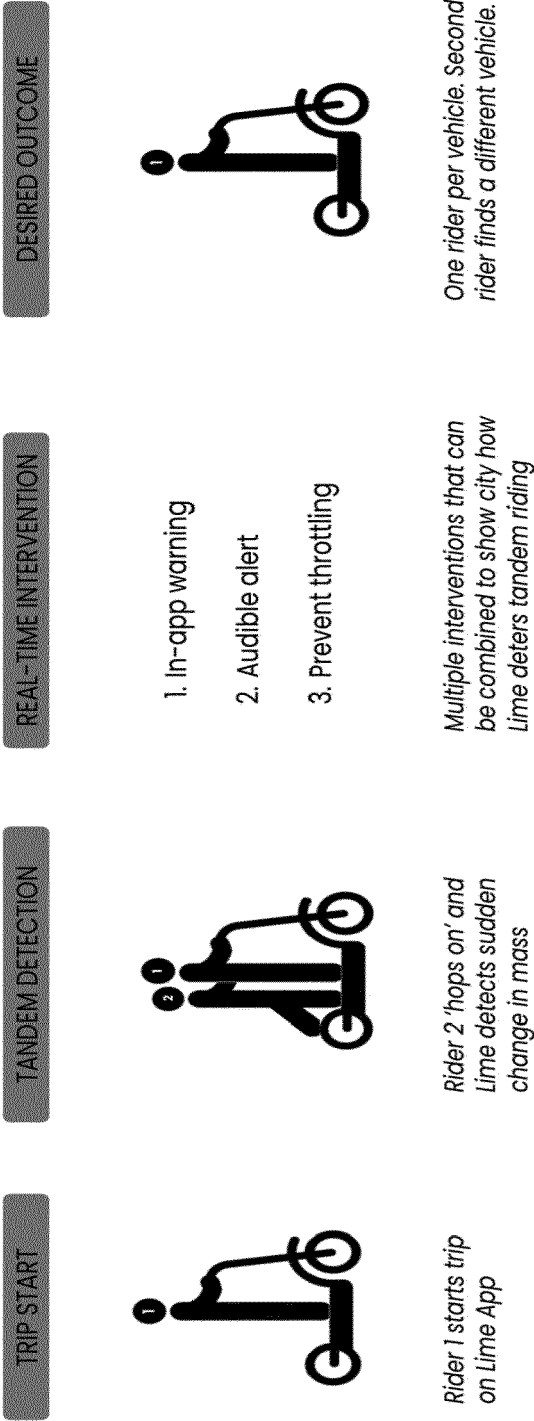 TRIP START
1
Rider 1 starts trip
on Lime App
TANDEM DETECTION
2
1
Rider 2 'hops on' and
Lime detects sudden
change in mass
REAL-TIME INTERVENTION
1. In-app warning
2. Audible alert
3. Prevent throttling
Multiple interventions that can
be combined to show city how
Lime deters tandem riding
DESIRED OUTCOME
1
One rider per vehicle. Second
rider finds a different vehicle.